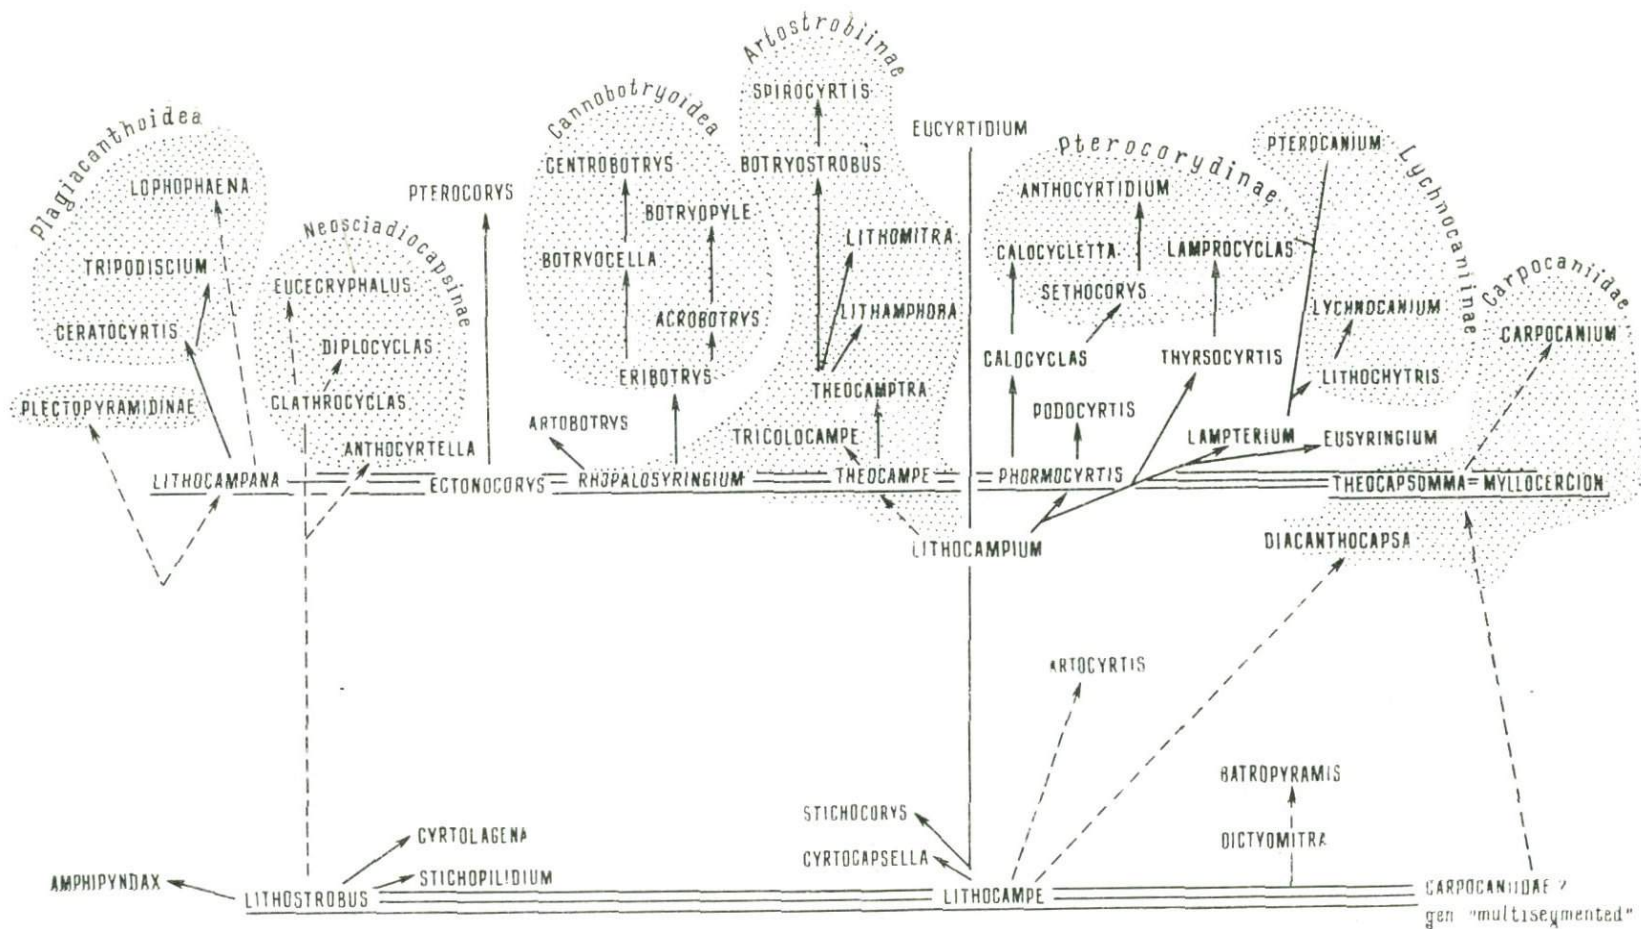 Artostrobiinae
SPIROCYRTIS
Plagiacanthoidea
Cannobotryoidea
EUCYRTIDIUM
PTEROCANIUM
Pterocorydinae
Lychnocaninae
LOPHOPHAENA
PTEROCORYS
CENTROBOTRYS
BOTRYOSTROBUS
ANTHOCYRTIDIUM
Neosciadiocapsinae
BOTRYOPYLE
LITHOMITRA
TRIPODISCIUM
EUCECRYPHALUS
BOTRYOCELLA
CALOCYCLETTA
LAMPROCYCLAS
SETHOCORYS
Carpocaniidae
CERATOCYRTIS
DIPLOCYCLAS
ACROBOTRYS
LITHAMPHORA
LYCHNOCANIUM
CARPOCANIUM
ERIBOTRYS
CALOCYCLAS
THYRSOCYRTIS
LITHOCHYTRIS
PLECTOPYRAMIDINAE
CLATHROCYCLAS
THEOCAMPTRA
PODOCYRTIS
ARTOBOTRYS
TRICOLOCAMPE
LAMPTERIUM
EUSYRINGIUM
ANTHOCYRTELLA
LITHOCAMPANA
ECTONOCORYS
RHOPALOSYRINGIUM
THEOCAMPE
PHORMOCYRTIS
THEOCAPSOMMA=MYLLOCERCION
LITHOCAMPIUM
DIACANTHOCAPSA
ARTOCYRTIS
BATROPYRAMIS
STICHOCORYS
CYRTOLAGENA
DICTYOMITRA
CYRTOCAPSELLA
AMPHIPYNDAX
STICHOPILIDIUM
LITHOSTROBUS
LITHOCAMPE
CARPOCANIIDAE ?
gen "multisegmented"